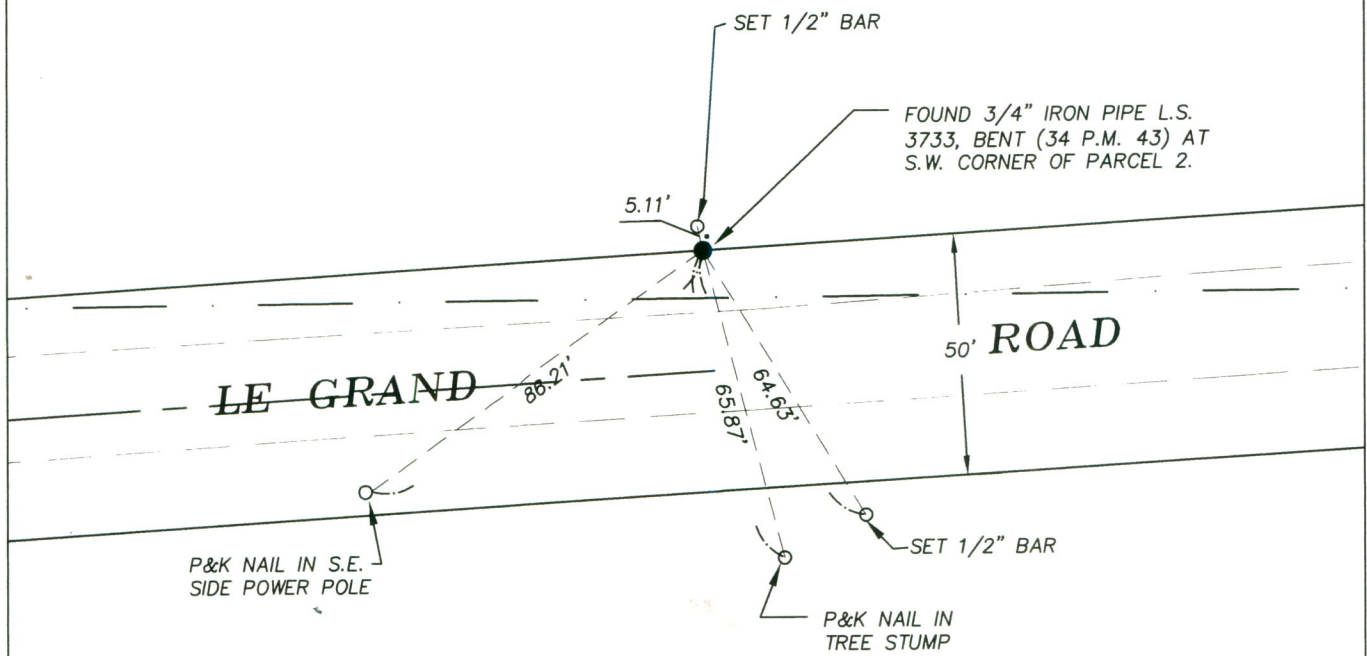 SET 1/2" BAR
FOUND 3/4" IRON PIPE L.S.
3733, BENT (34 P.M. 43) AT
S.W. CORNER OF PARCEL 2.
5.11'
50' ROAD
LE GRAND
64.63'
65.87'
SET 1/2" BAR
P&K NAIL IN S.E.
SIDE POWER POLE
P&K NAIL IN
TREE STUMP